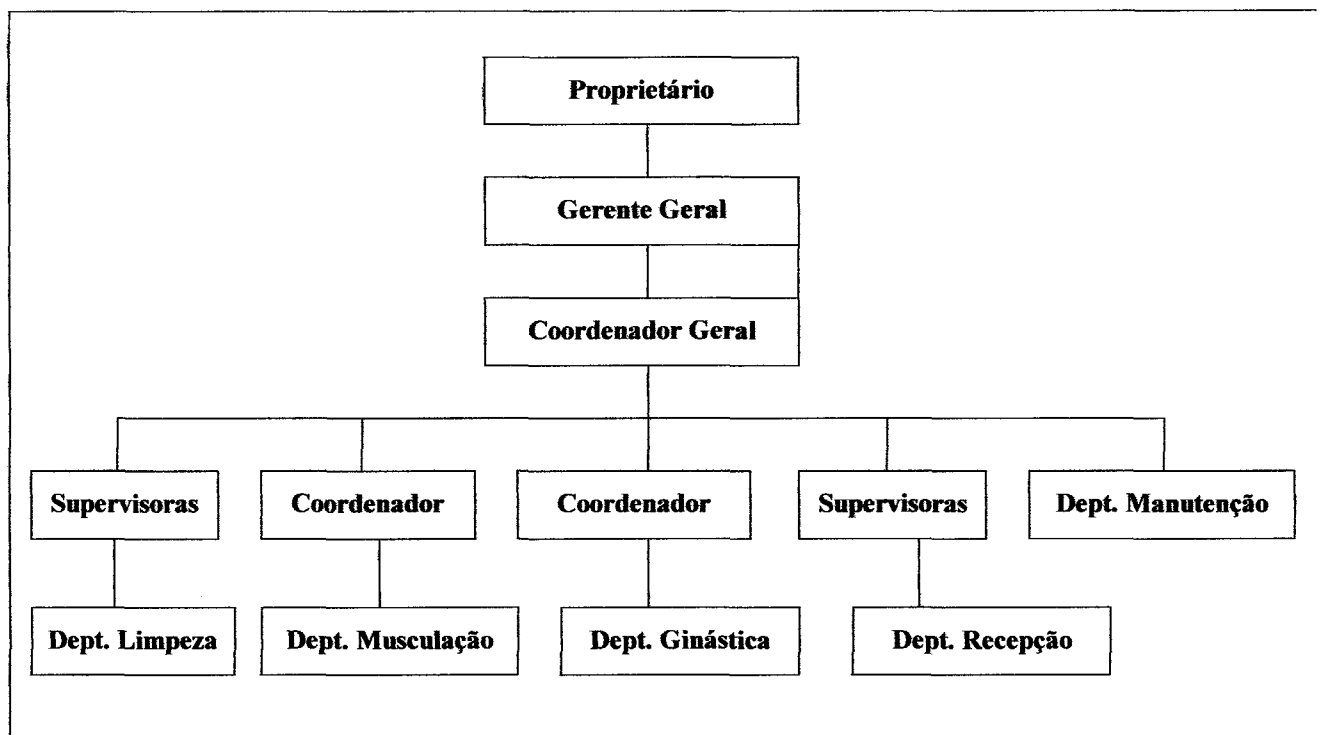 Proprietário
Gerente Geral
Coordenador Geral
Supervisoras
Coordenador
Coordenador
Supervisoras
Dept. Manutenção
Dept. Limpeza
Dept. Musculação
Dept. Ginástica
Dept. Recepção